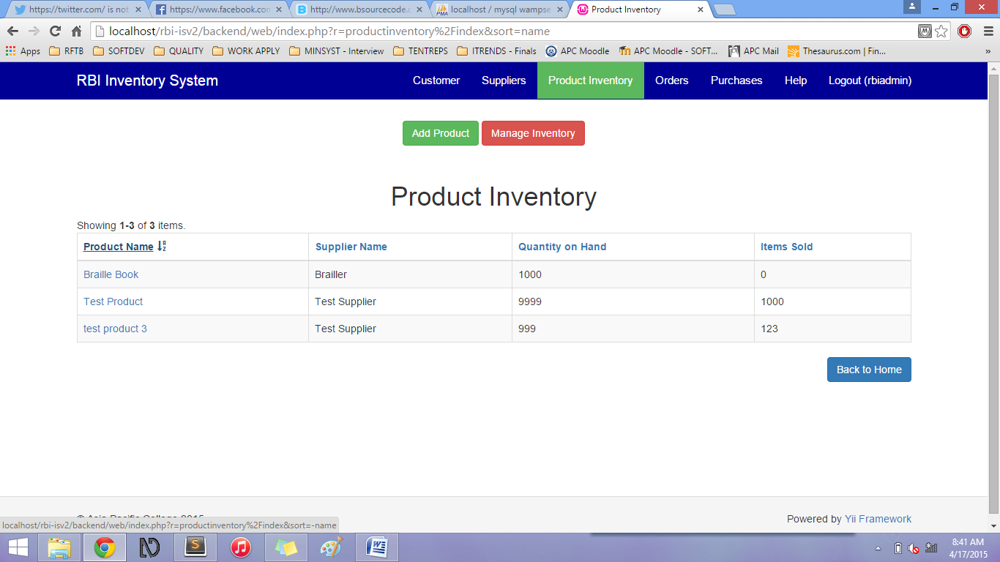 https://twitter.com/ is not
https://www.facebook.con
http://www.bsourcecode.c
localhost / mysql wampse
Product Inventory
localhost/rbi-isv2/backend/web/index.php?r=productinventory%2Findex&sort=name
Apps
RFTB
SOFTDEV
QUALITY
WORK APPLY
MINSYST - Interview
TENTREPS
ITRENDS - Finals
APC Moodle
APC Moodle - SOFT...
APC Mail
Thesaurus.com | Fin...
»
RBI Inventory System
Customer
Suppliers
Product Inventory
Orders
Purchases
Help
Logout (rbiadmin)
Add Product
Manage Inventory
Product Inventory
Showing 1-3 of 3 items.
Product Name
Supplier Name
Quantity on Hand
Items Sold
Braille Book
Brailler
1000
0
Test Product
Test Supplier
9999
1000
test product 3
Test Supplier
999
123
Back to Home
Powered by Yii Framework
localhost/rbi-isv2/backend/web/index.php?r=productinventory%2Findex&sort=-name
8:41 AM
4/17/2015